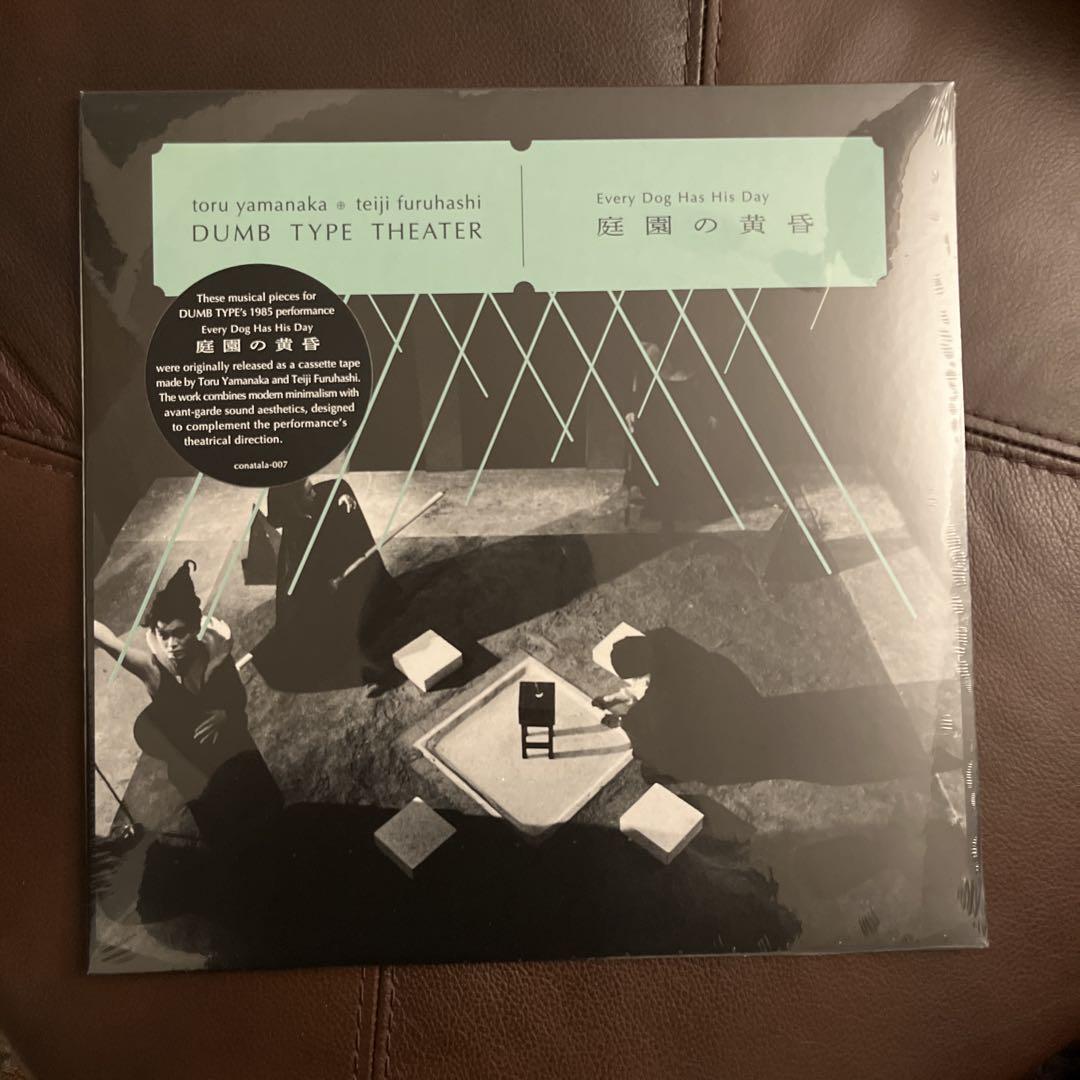 toru yamanaka ⊕ teiji furuhashi
DUMB TYPE THEATER
Every Dog Has His Day
庭園の黄昏
These musical pieces for
DUMB TYPE's 1985 performance
Every Dog Has His Day
庭園の黄昏
were originally released as a cassette tape
made by Toru Yamanaka and Teiji Furuhashi.
The work combines modern minimalism with
avant-garde sound aesthetics, designed
to complement the performance's
theatrical direction.
conatala-007